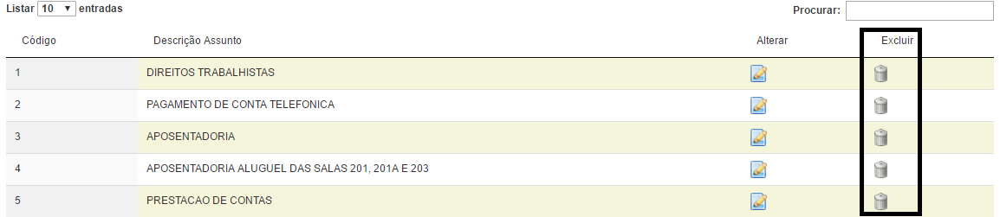 Listar 10 entradas Procurar:
Código Descrição Assunto Alterar Excluir
1 DIREITOS TRABALHISTAS
2 PAGAMENTO DE CONTA TELEFONICA
3 APOSENTADORIA
4 APOSENTADORIA ALUGUEL DAS SALAS 201, 201A E 203
5 PRESTACAO DE CONTAS